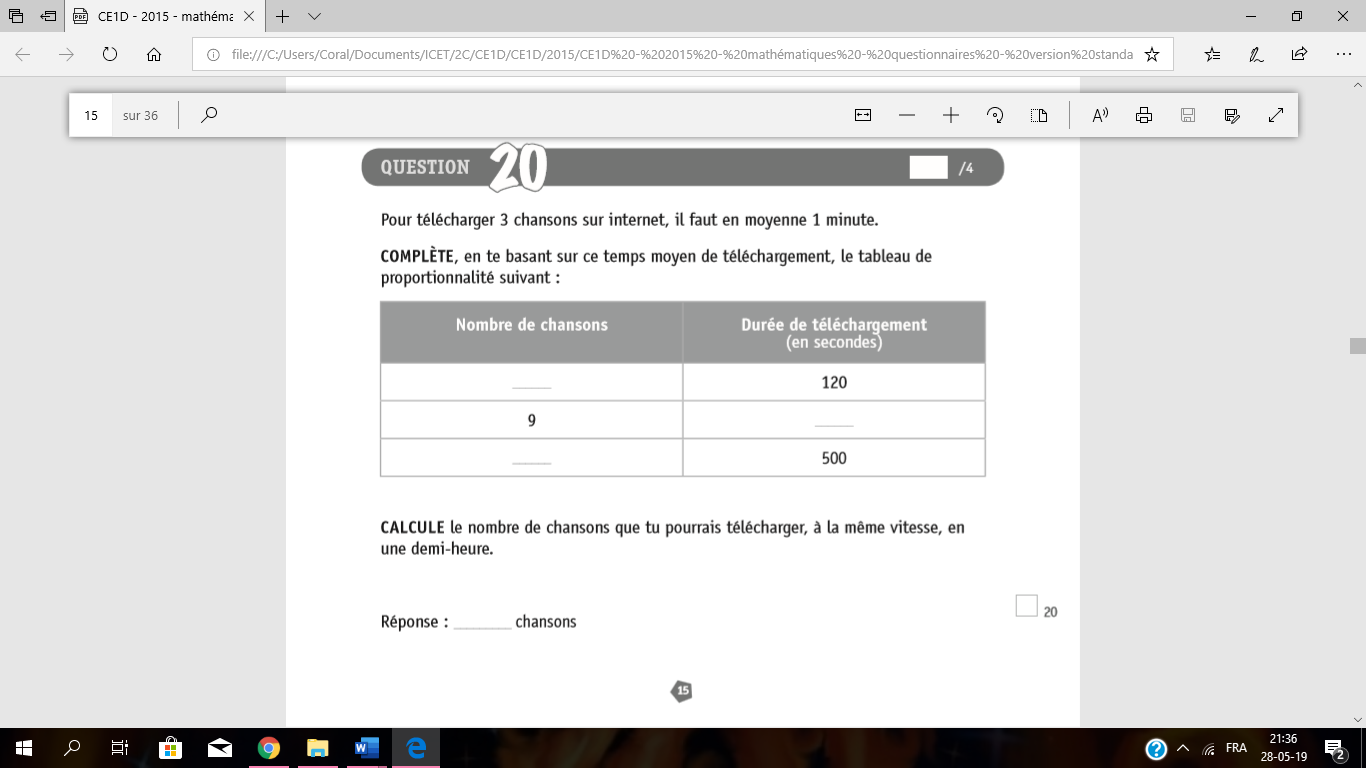 CE1D - 2015 - mathéma
file:///C:/Users/Coral/Documents/ICET/2C/CE1D/CE1D/2015/CE1D%20-%202015%20-%20mathématiques%20-%20questionnaires%20-%20version%20standa
15 sur 36
QUESTION 20 /4
Pour télécharger 3 chansons sur internet, il faut en moyenne 1 minute.
COMPLÈTE, en te basant sur ce temps moyen de téléchargement, le tableau de
proportionnalité suivant :
Nombre de chansons Durée de téléchargement
(en secondes)
_____ 120
9 _____
_____ 500
CALCULE le nombre de chansons que tu pourrais télécharger, à la même vitesse, en
une demi-heure.
Réponse : _______ chansons
20
15
FRA
21:36
28-05-19
2